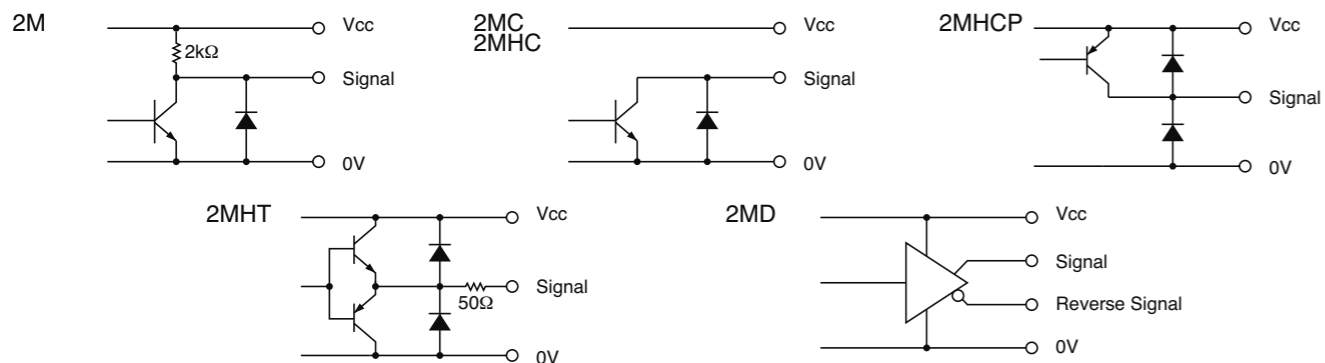 2M
Vcc
2kΩ
Signal
0V
2MC
2MHC
Vcc
Signal
0V
2MHCP
Vcc
Signal
0V
2MHT
Vcc
Signal
50Ω
0V
2MD
Vcc
Signal
Reverse Signal
0V